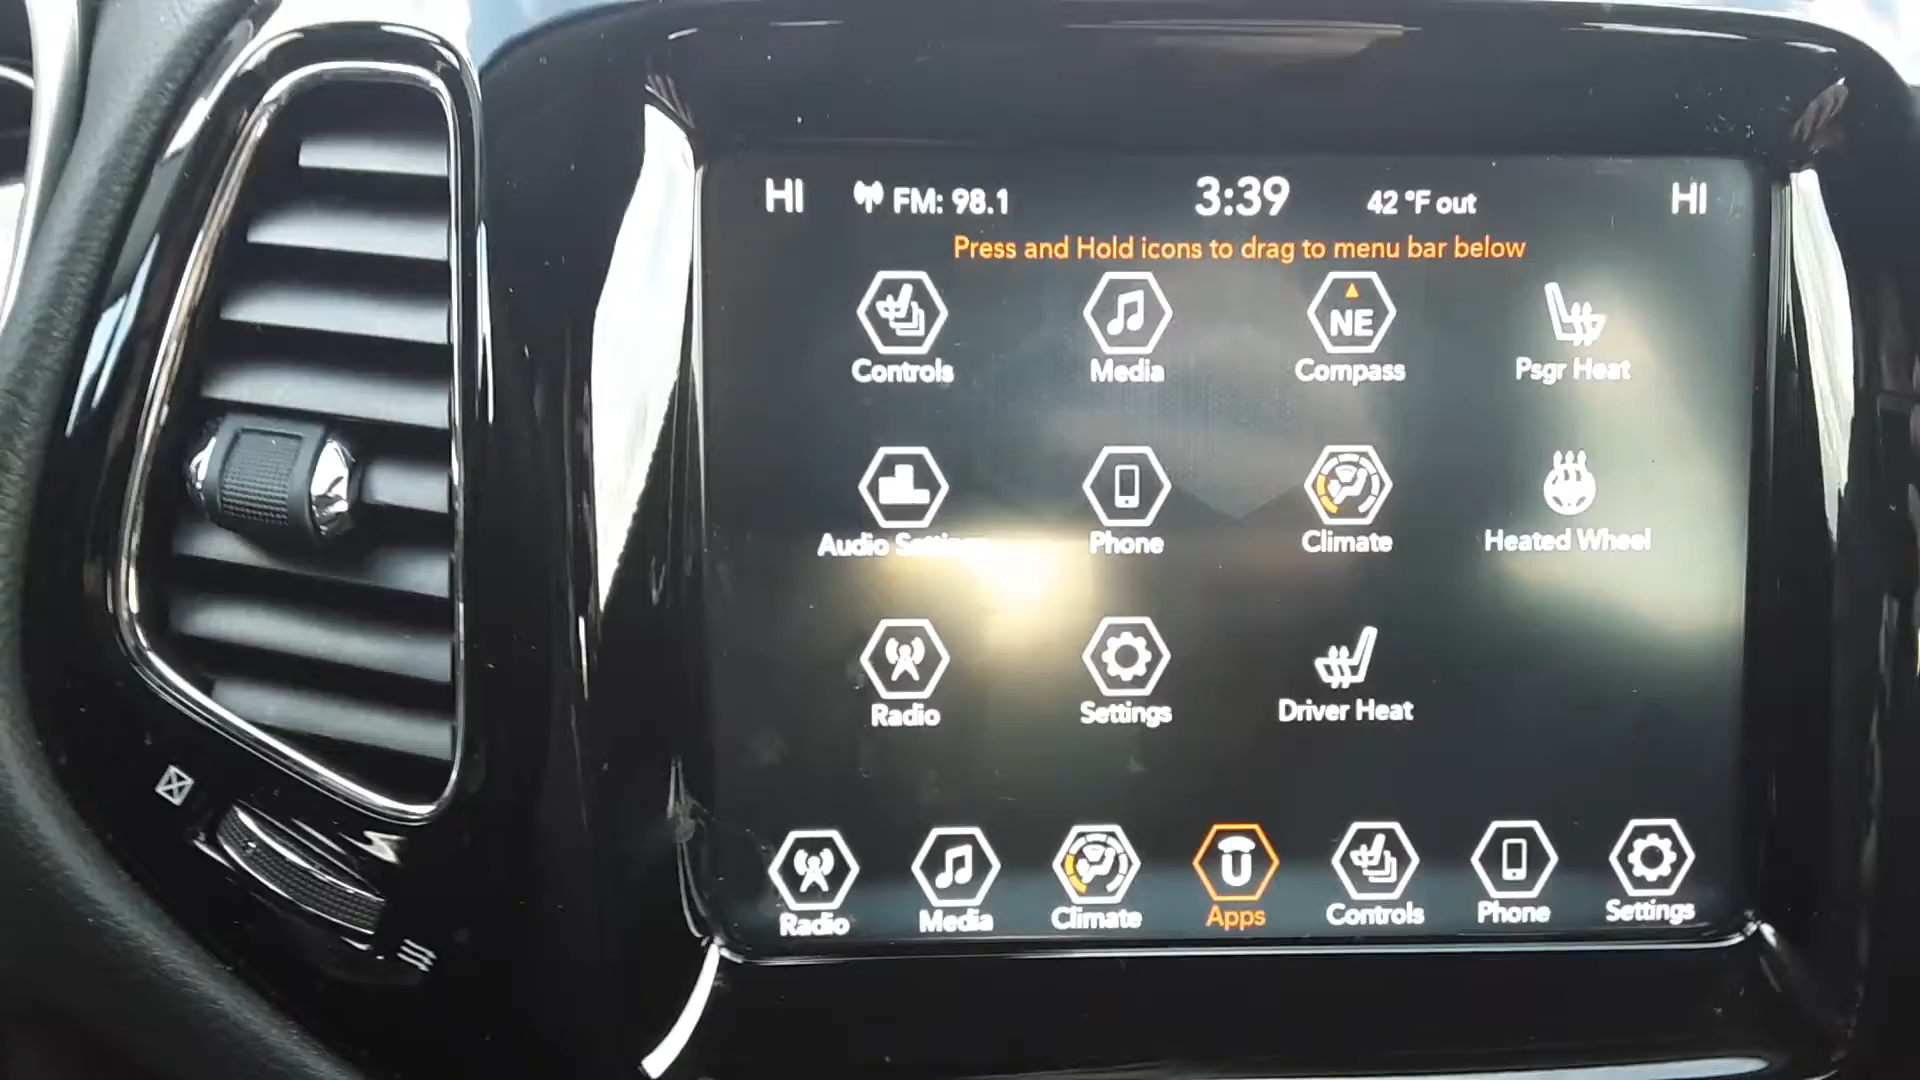 HI FM: 98.1 3:39 42 °F out HI
Press and Hold icons to drag to menu bar below
NE
Controls Media Compass Psgr Heat
Audio Settings Phone Climate Heated Wheel
Radio Settings Driver Heat
Radio Media Climate Apps Controls Phone Settings